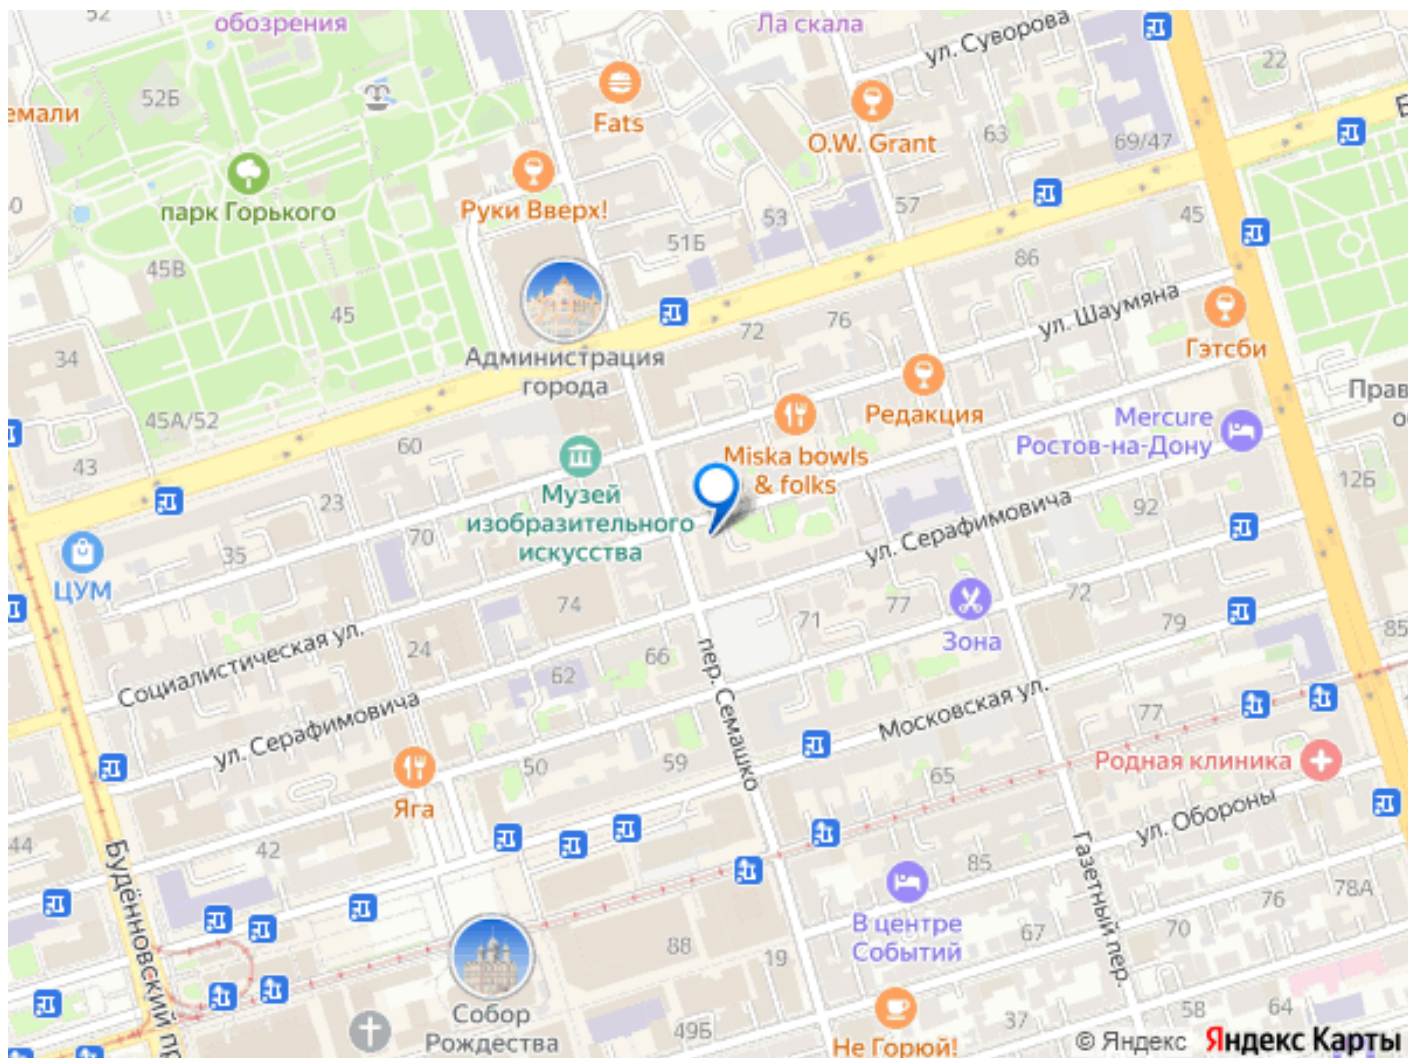 52
обозрения
Ла скала
ул. Суворова
22
52Б
емали
Fats
O.W. Grant
63
69/47
парк Горького
Руки Вверх!
53
57
45
51Б
45В
86
45
72
76
ул. Шаумяна
Гэтсби
34
Администрация
города
Редакция
Mercure
Ростов-на-Дону
45А/52
60
43
Miska bowls
& folks
23
Музей
изобразительного
искусства
70
35
ЦУМ
ул. Серафимовича
92
12Б
74
71
77
72
79
Зона
85
Социалистическая ул.
24
66
62
пер. Семашко
ул. Серафимовича
Московская ул.
77
Родная клиника
50
59
65
Яга
ул. Обороны
44
42
Будённовский пр
85
Газетный пер.
78А
76
В центре
Событий
67
70
88
19
Собор
Рождества
49Б
37
58
64
Не Горюй!
© Яндекс Яндекс Карты